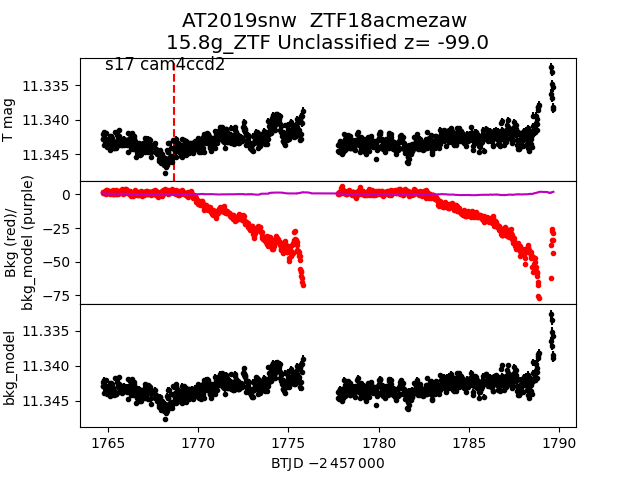 AT2019snw  ZTF18acmezaw
15.8g_ZTF Unclassified z= -99.0
s17 cam4ccd2
T mag
11.335
11.340
11.345
Bkg (red)/
bkg_model (purple)
0
−25
−50
−75
bkg_model
11.335
11.340
11.345
1765 1770 1775 1780 1785 1790
BTJD −2 457 000